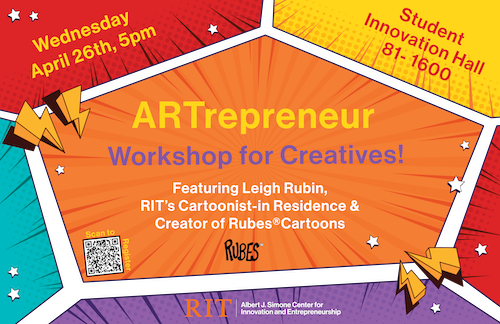 Wednesday
April 26th, 5pm
Student
Innovation Hall
81- 1600
ARTrepreneur
Workshop for Creatives!
Featuring Leigh Rubin,
RIT's Cartoonist-in Residence &
Creator of Rubes®Cartoons
RUBES
Scan to
Register
RIT | Albert J. Simone Center for
Innovation and Entrepreneurship